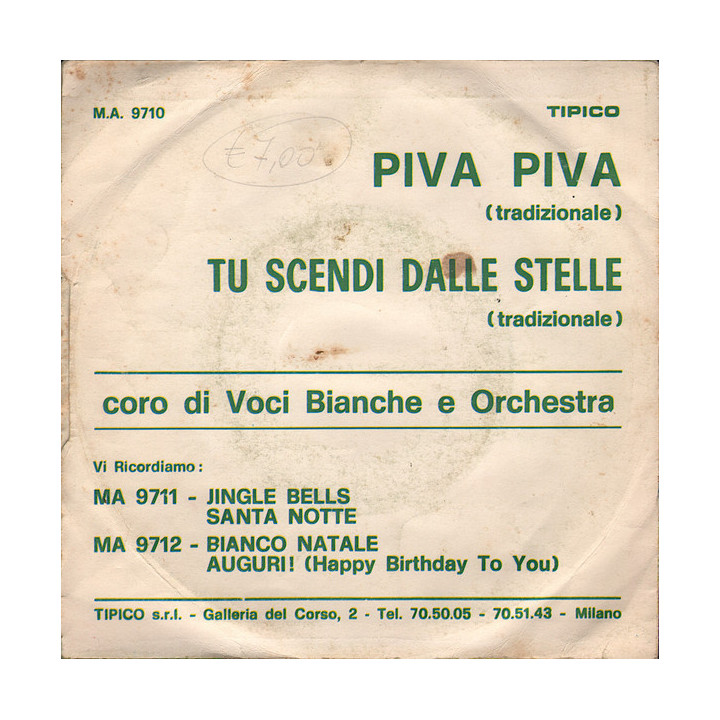 M.A. 9710 TIPICO
€ 7,00
PIVA PIVA
(tradizionale)
TU SCENDI DALLE STELLE
(tradizionale)
coro di Voci Bianche e Orchestra
Vi Ricordiamo :
MA 9711 - JINGLE BELLS
SANTA NOTTE
MA 9712 - BIANCO NATALE
AUGURI! (Happy Birthday To You)
TIPICO s.r.l. - Galleria del Corso, 2 - Tel. 70.50.05 - 70.51.43 - Milano